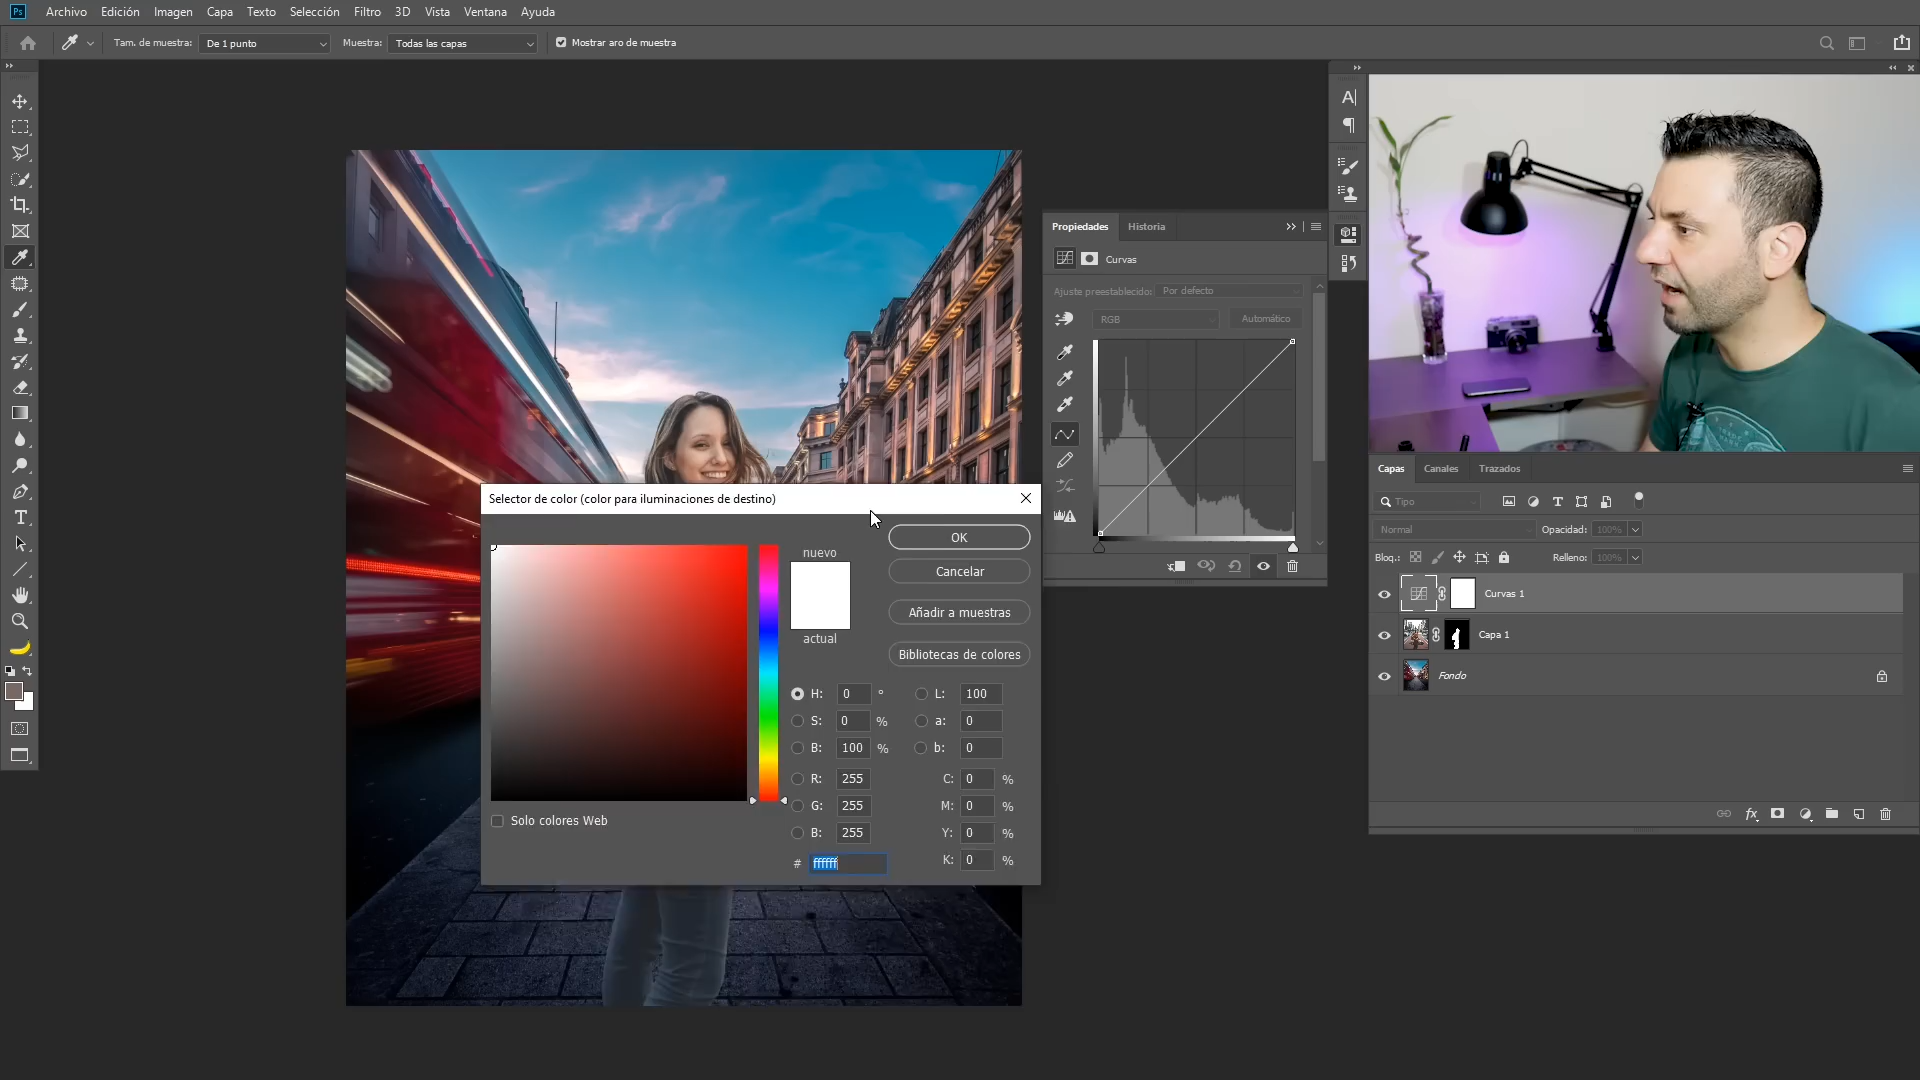 Ps Archivo Edición Imagen Capa Texto Selección Filtro 3D Vista Ventana Ayuda
Tam. de muestra: De 1 punto Muestra: Todas las capas Mostrar aro de muestra
Propiedades Historia
Curvas
Ajuste preestablecido: Por defecto
RGB Automático
Selector de color (color para iluminaciones de destino)
nuevo
actual
OK
Cancelar
Añadir a muestras
Bibliotecas de colores
H: 0 ° L: 100
S: 0 % a: 0
B: 100 % b: 0
R: 255 C: 0 %
G: 255 M: 0 %
B: 255 Y: 0 %
# ffffff K: 0 %
Solo colores Web
Capas Canales Trazados
Tipo
Normal Opacidad: 100%
Bloq.: Relleno: 100%
Curvas 1
Capa 1
Fondo
fx